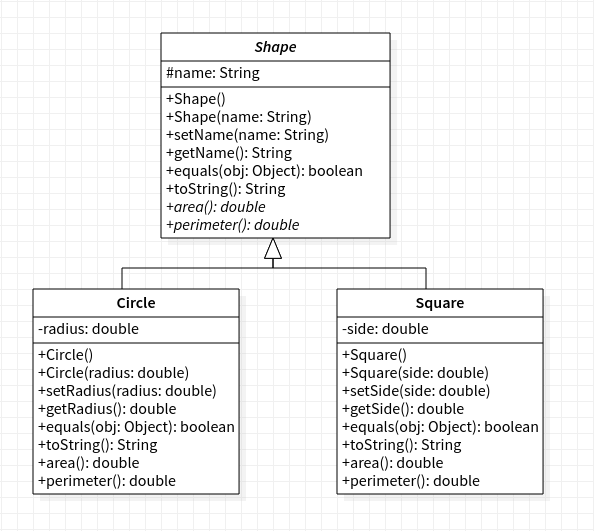 Shape
#name: String
+Shape()
+Shape(name: String)
+setName(name: String)
+getName(): String
+equals(obj: Object): boolean
+toString(): String
+area(): double
+perimeter(): double
Circle
-radius: double
+Circle()
+Circle(radius: double)
+setRadius(radius: double)
+getRadius(): double
+equals(obj: Object): boolean
+toString(): String
+area(): double
+perimeter(): double
Square
-side: double
+Square()
+Square(side: double)
+setSide(side: double)
+getSide(): double
+equals(obj: Object): boolean
+toString(): String
+area(): double
+perimeter(): double